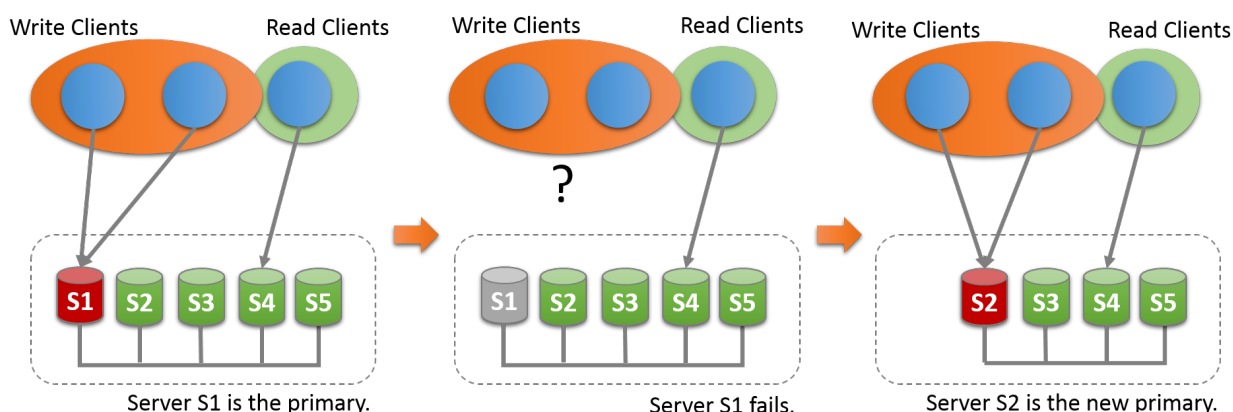 Write Clients Read Clients
S1 S2 S3 S4 S5
Server S1 is the primary.
Write Clients Read Clients
?
S1 S2 S3 S4 S5
Server S1 fails.
Write Clients Read Clients
S2 S3 S4 S5
Server S2 is the new primary.